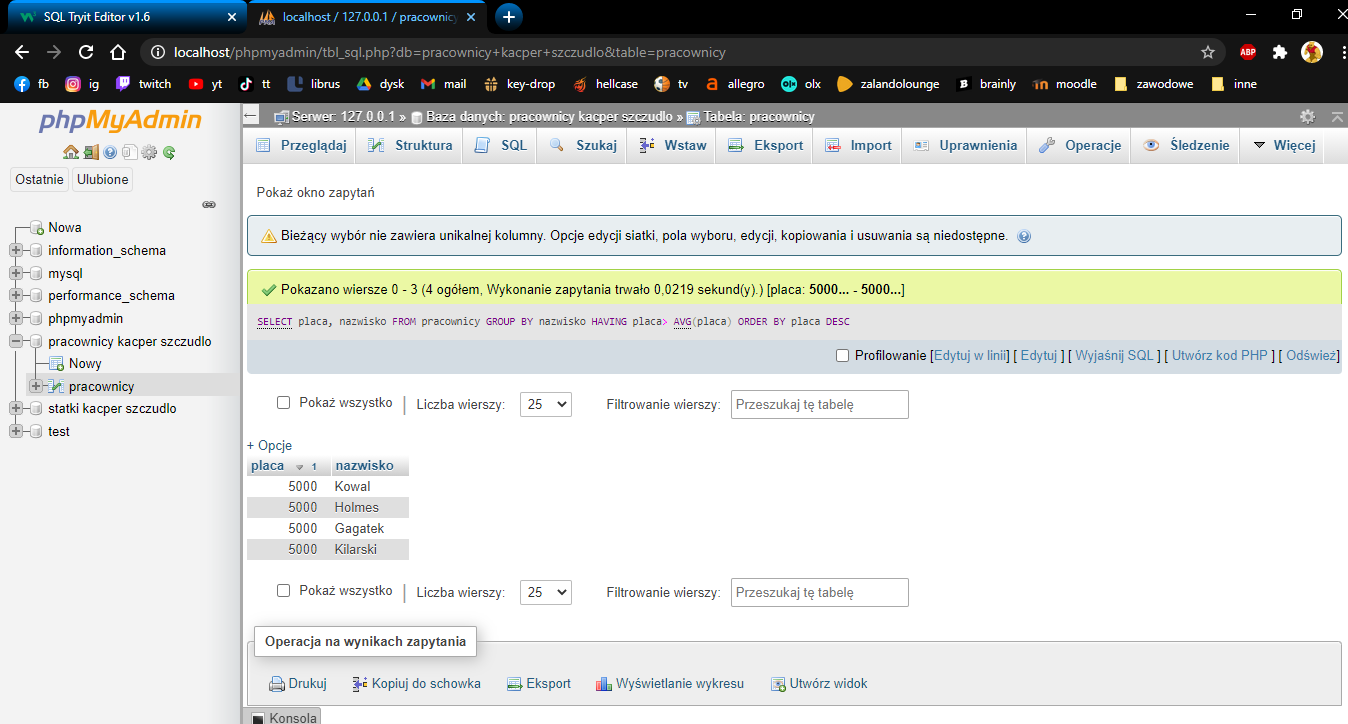 SQL Tryit Editor v1.6
localhost / 127.0.0.1 / pracownicy
localhost/phpmyadmin/tbl_sql.php?db=pracownicy+kacper+szczudlo&table=pracownicy
ABP
fb ig twitch yt tt librus dysk mail key-drop hellcase tv allegro olx zalandolounge brainly moodle zawodowe inne
phpMyAdmin
Ostatnie Ulubione
Nowa
information_schema
mysql
performance_schema
phpmyadmin
pracownicy kacper szczudlo
Nowy
pracownicy
statki kacper szczudlo
test
Serwer: 127.0.0.1 » Baza danych: pracownicy kacper szczudlo » Tabela: pracownicy
Przeglądaj Struktura SQL Szukaj Wstaw Eksport Import Uprawnienia Operacje Śledzenie Więcej
Pokaż okno zapytań
Bieżący wybór nie zawiera unikalnej kolumny. Opcje edycji siatki, pola wyboru, edycji, kopiowania i usuwania są niedostępne.
Pokazano wiersze 0 - 3 (4 ogółem, Wykonanie zapytania trwało 0,0219 sekund(y).) [placa: 5000... - 5000...]
SELECT placa, nazwisko FROM pracownicy GROUP BY nazwisko HAVING placa> AVG(placa) ORDER BY placa DESC
Profilowanie [Edytuj w linii] [ Edytuj ] [ Wyjaśnij SQL ] [ Utwórz kod PHP ] [ Odśwież]
Pokaż wszystko | Liczba wierszy: 25 Filtrowanie wierszy: Przeszukaj tę tabelę
+ Opcje
placa 1 nazwisko
5000 Kowal
5000 Holmes
5000 Gagatek
5000 Kilarski
Pokaż wszystko | Liczba wierszy: 25 Filtrowanie wierszy: Przeszukaj tę tabelę
Operacja na wynikach zapytania
Drukuj Kopiuj do schowka Eksport Wyświetlanie wykresu Utwórz widok
Konsola